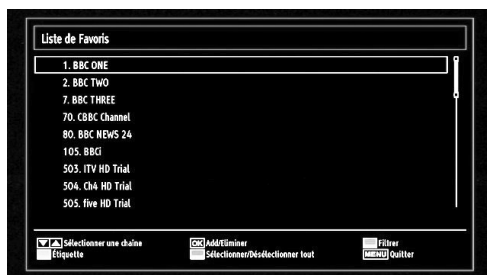 Liste de Favoris
1. BBC ONE
2. BBC TWO
7. BBC THREE
70. CBBC Channel
80. BBC NEWS 24
105. BBCi
503. ITV HD Trial
504. Ch4 HD Trial
505. five HD Trial
Sélectionner une chaîne OK Add/Eliminer Filtrer
Étiquette Sélectionner/Désélectionner tout MENU Quitter